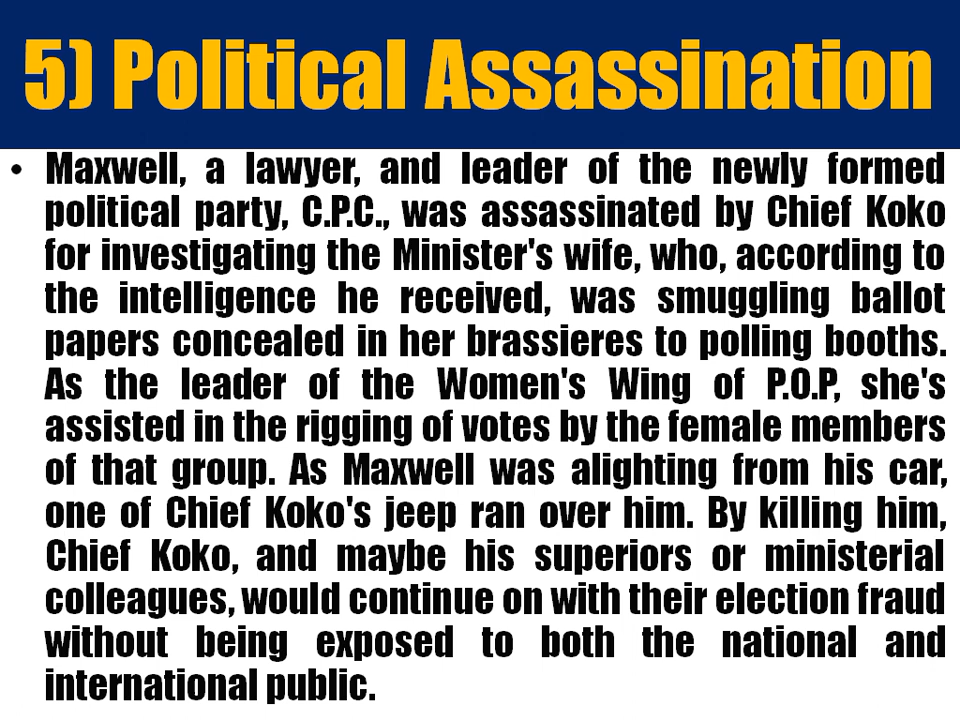 5) Political Assassination
• Maxwell, a lawyer, and leader of the newly formed
political party, C.P.C., was assassinated by Chief Koko
for investigating the Minister's wife, who, according to
the intelligence he received, was smuggling ballot
papers concealed in her brassieres to polling booths.
As the leader of the Women's Wing of P.O.P, she's
assisted in the rigging of votes by the female members
of that group. As Maxwell was alighting from his car,
one of Chief Koko's jeep ran over him. By killing him,
Chief Koko, and maybe his superiors or ministerial
colleagues, would continue on with their election fraud
without being exposed to both the national and
international public.